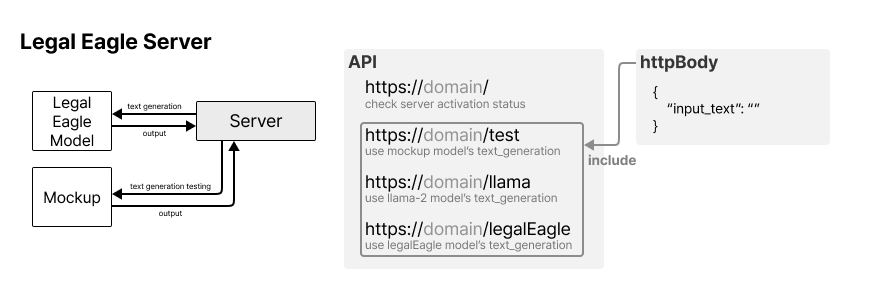 Legal Eagle Server
Legal
Eagle
Model
text generation
output
Server
Mockup
text generation testing
output
API
https://domain/
check server activation status
https://domain/test
use mockup model’s text_generation
https://domain/llama
use llama-2 model’s text_generation
https://domain/legalEagle
use legalEagle model’s text_generation
include
httpBody
{
“input_text”: “”
}